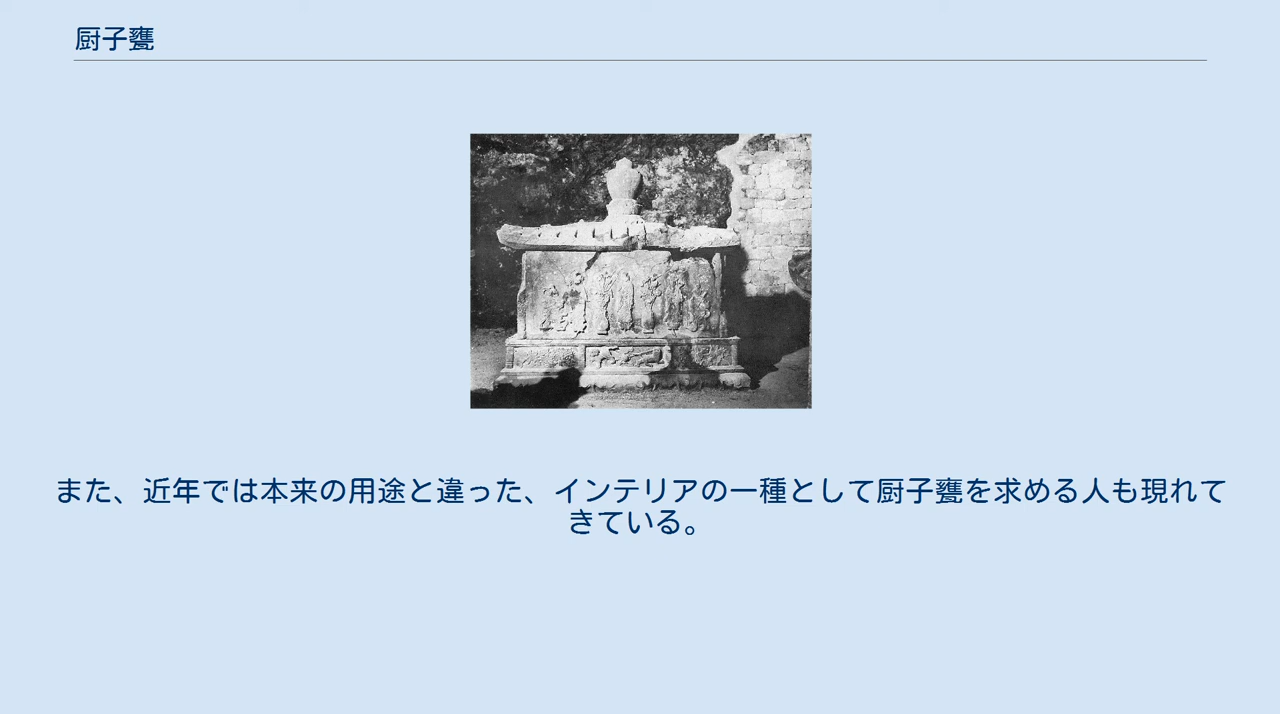 厨子甕
また、近年では本来の用途と違った、インテリアの一種として厨子甕を求める人も現れて
きている。